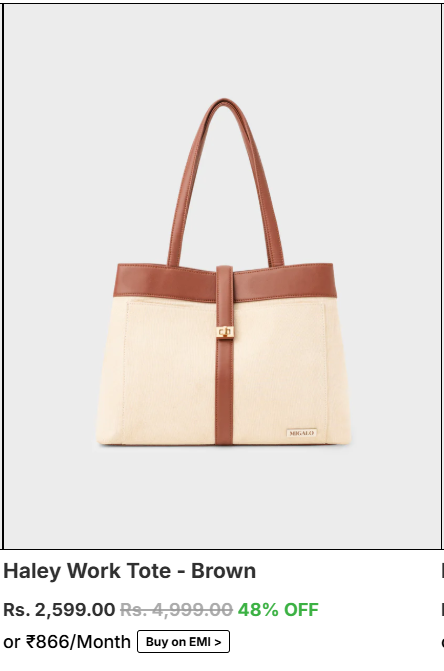 MIGALO
Haley Work Tote - Brown
Rs. 2,599.00 Rs. 4,999.00 48% OFF
or ₹866/Month Buy on EMI >